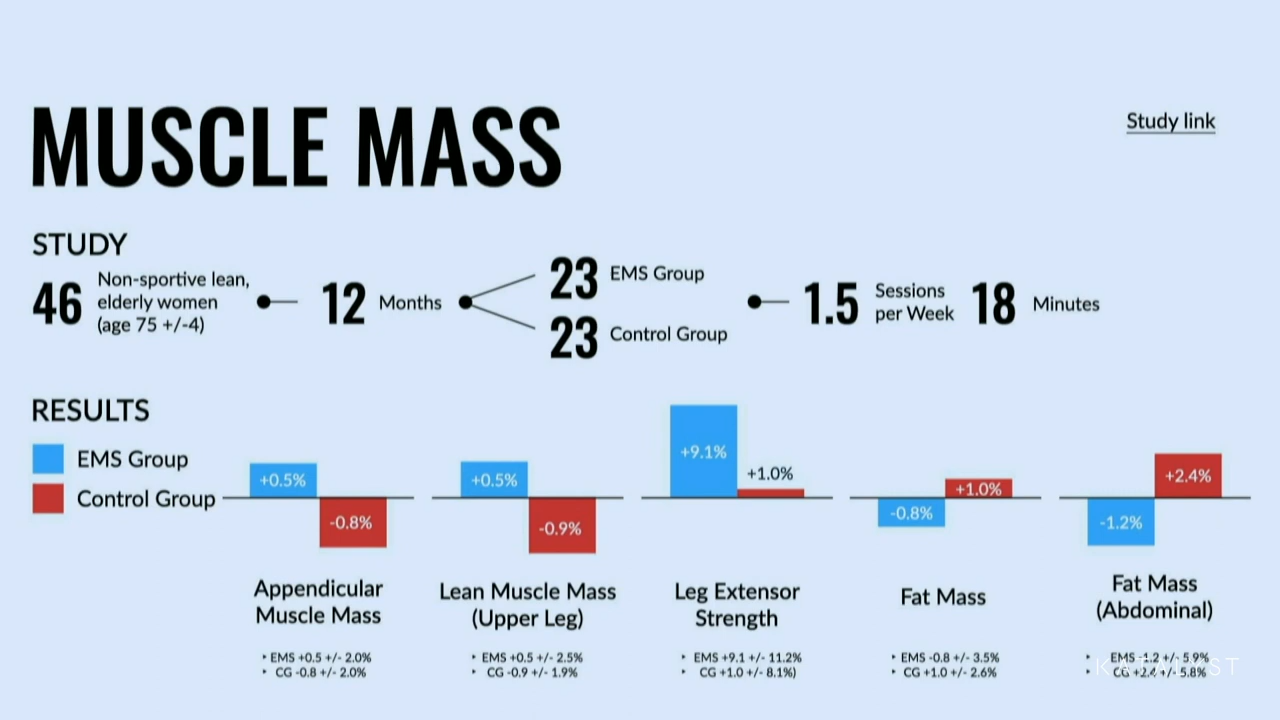 MUSCLE MASS
Study link
STUDY
46 Non-sportive lean,
elderly women
(age 75 +/-4)
12 Months
23 EMS Group
23 Control Group
1.5 Sessions
per Week
18 Minutes
RESULTS
EMS Group
Control Group
+0.5%
-0.8%
+0.5%
-0.9%
+9.1%
+1.0%
-0.8%
+1.0%
-1.2%
+2.4%
Appendicular
Muscle Mass
Lean Muscle Mass
(Upper Leg)
Leg Extensor
Strength
Fat Mass
Fat Mass
(Abdominal)
‣ EMS +0.5 +/- 2.0%
‣ CG -0.8 +/- 2.0%
‣ EMS +0.5 +/- 2.5%
‣ CG -0.9 +/- 1.9%
‣ EMS +9.1 +/- 11.2%
‣ CG +1.0 +/- 8.1%)
‣ EMS -0.8 +/- 3.5%
‣ CG +1.0 +/- 2.6%
‣ EMS -1.2 +/- 5.9%
‣ CG +2.4 +/- 5.8%
KATALYST